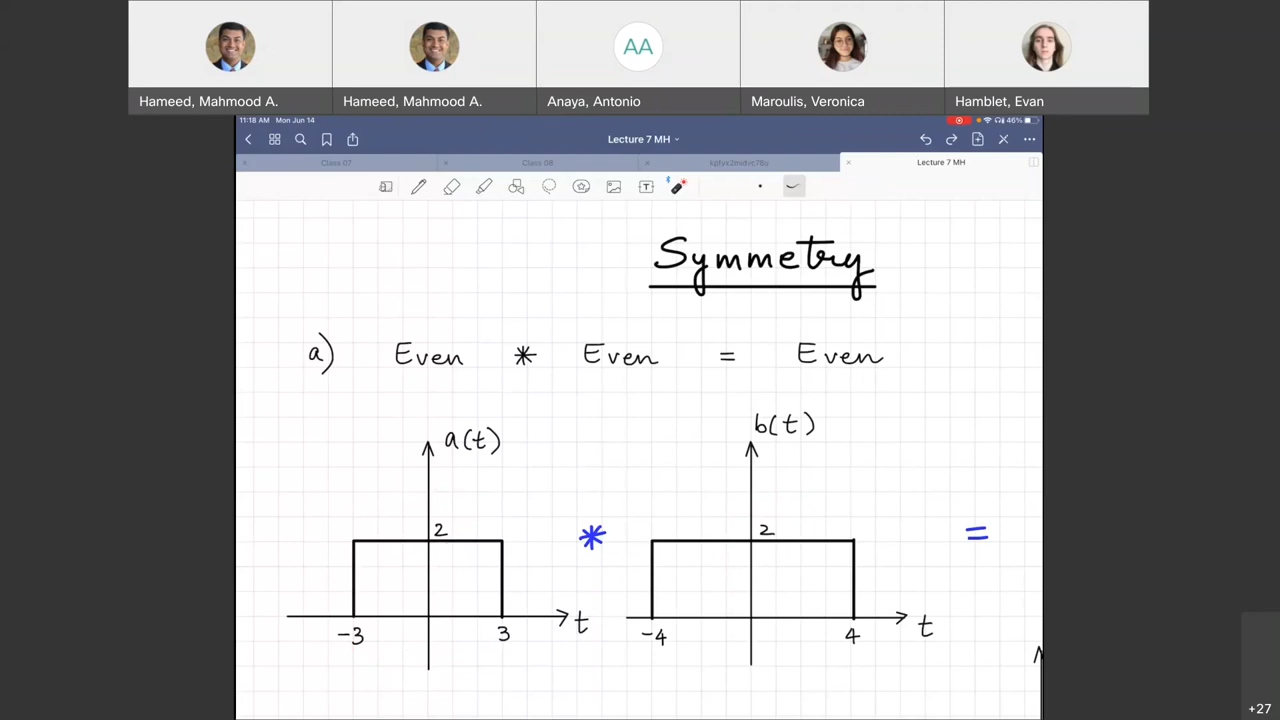 AA
Hameed, Mahmood A.
Hameed, Mahmood A.
Anaya, Antonio
Maroulis, Veronica
Hamblet, Evan
11:18 AM Mon Jun 14
46%
Lecture 7 MH
Class 07
Class 08
Lecture 7 MH
T
Symmetry
a) Even * Even = Even
a(t)
b(t)
2
2
*
=
-3
3
t
-4
4
t
+27